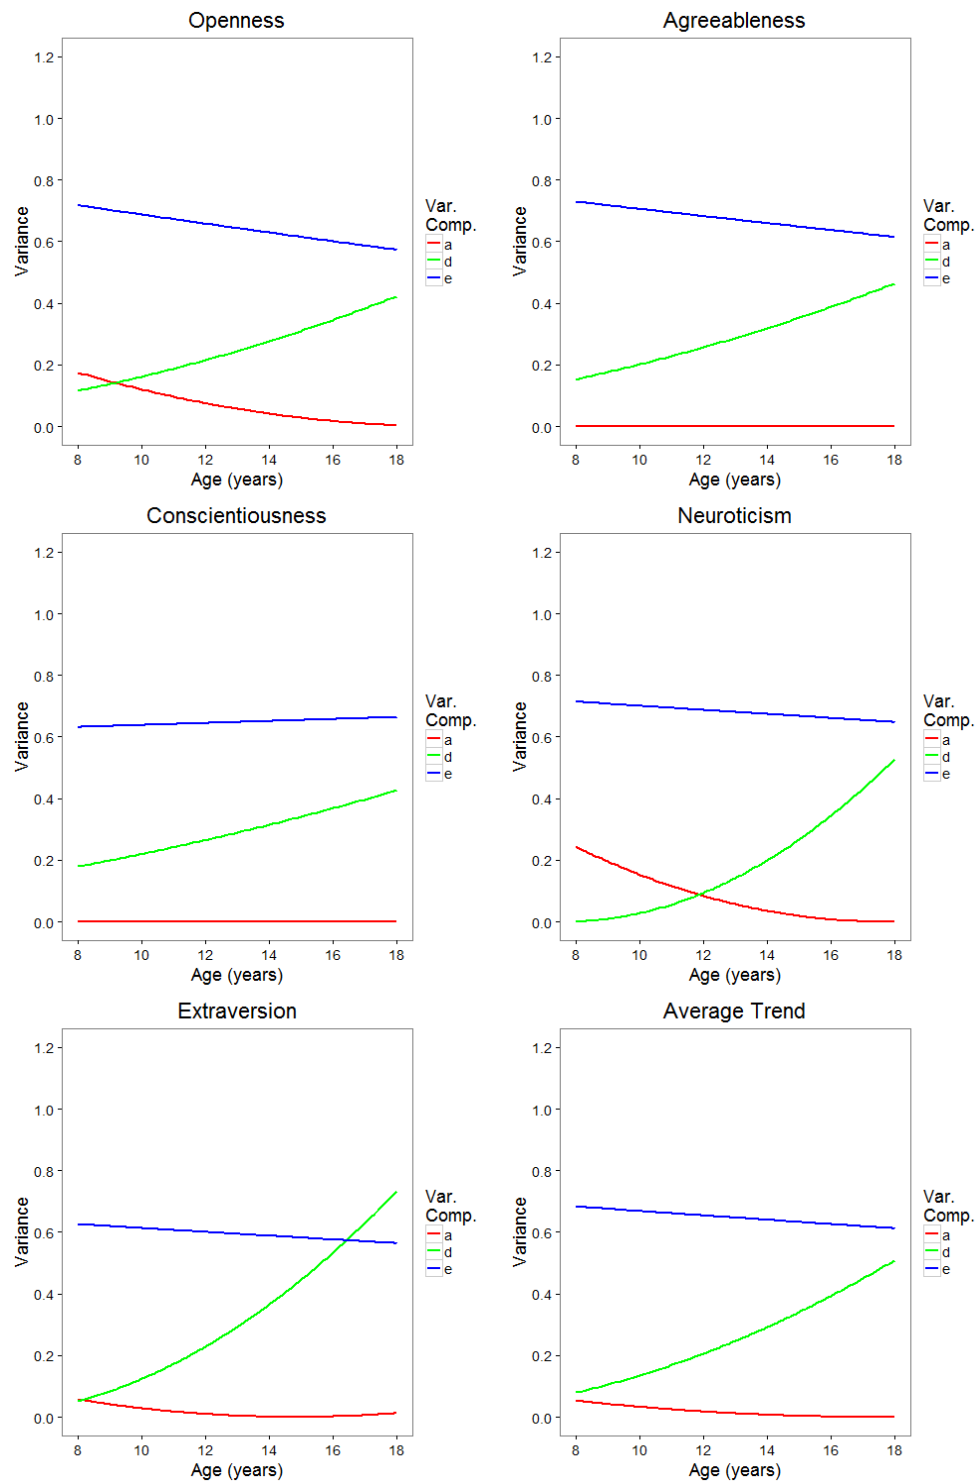 Openness
1.2
1.0
0.8
0.6
0.4
0.2
0.0
Variance
8 10 12 14 16 18
Age (years)
Var.
Comp.
a
d
e
Agreeableness
1.2
1.0
0.8
0.6
0.4
0.2
0.0
Variance
8 10 12 14 16 18
Age (years)
Var.
Comp.
a
d
e
Conscientiousness
1.2
1.0
0.8
0.6
0.4
0.2
0.0
Variance
8 10 12 14 16 18
Age (years)
Var.
Comp.
a
d
e
Neuroticism
1.2
1.0
0.8
0.6
0.4
0.2
0.0
Variance
8 10 12 14 16 18
Age (years)
Var.
Comp.
a
d
e
Extraversion
1.2
1.0
0.8
0.6
0.4
0.2
0.0
Variance
8 10 12 14 16 18
Age (years)
Var.
Comp.
a
d
e
Average Trend
1.2
1.0
0.8
0.6
0.4
0.2
0.0
Variance
8 10 12 14 16 18
Age (years)
Var.
Comp.
a
d
e